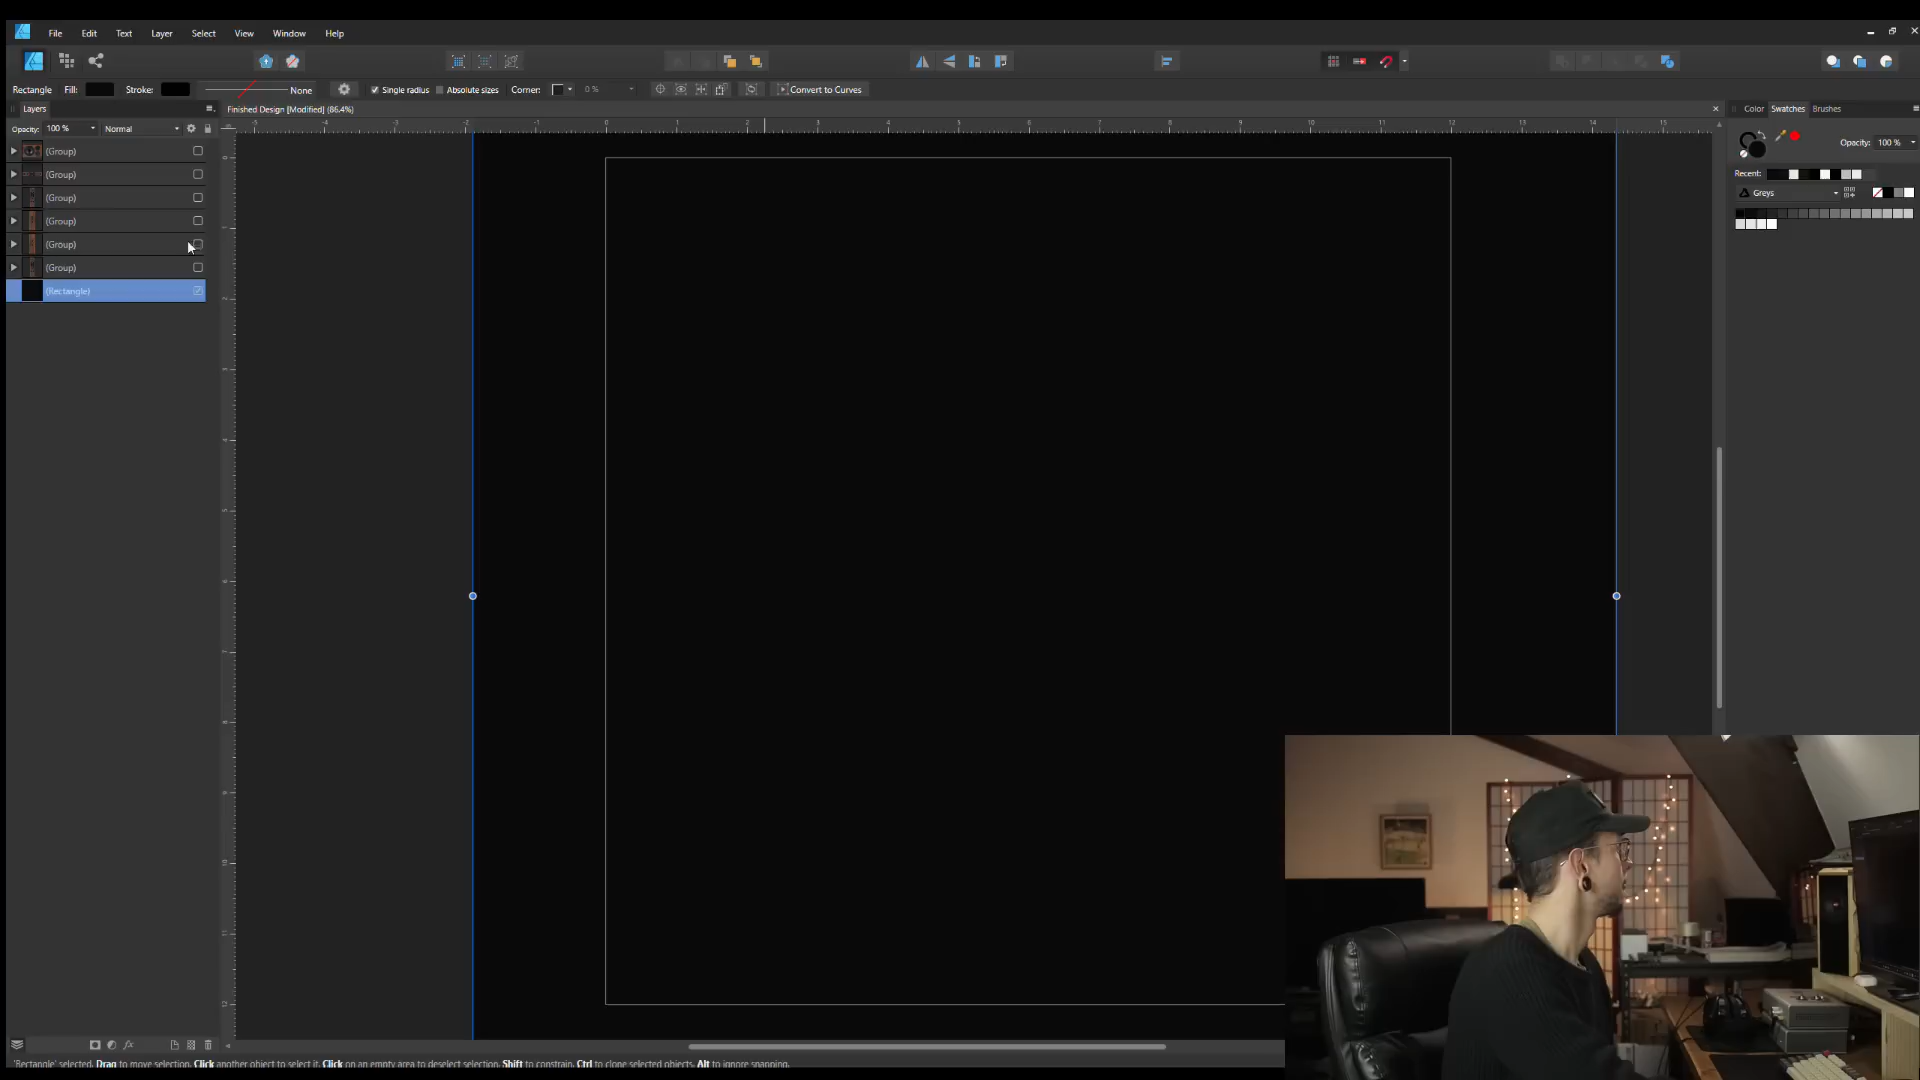 File Edit Text Layer Select View Window Help
Rectangle Fill: Stroke: None Single radius Absolute sizes Corner: 0 % Convert to Curves
Layers
Finished Design [Modified] (86.4%)
Color Swatches Brushes
Opacity: 100 % Normal
Opacity: 100 %
(Group)
(Group)
(Group)
(Group)
(Group)
(Group)
(Rectangle)
Recent:
Greys
'Rectangle' selected. Drag to move selection. Click another object to select it. Click on an empty area to deselect selection. Shift to constrain. Ctrl to clone selected objects. Alt to ignore snapping.